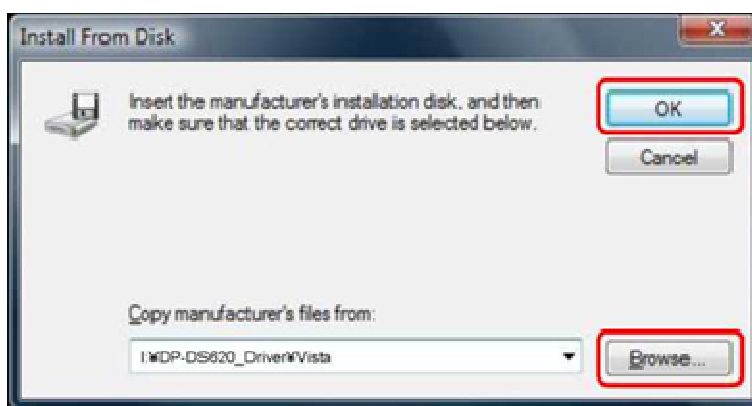 Install From Disk
Insert the manufacturer's installation disk, and then
make sure that the correct drive is selected below.
OK
Cancel
Copy manufacturer's files from:
I:¥DP-DS620_Driver¥Vista
Browse...